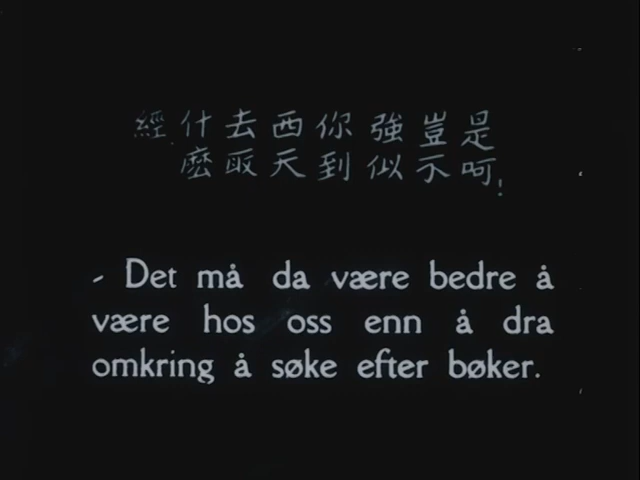 是呵!
豈不
強似
你到
西天
去取
什麼
經.
- Det må da være bedre å
være hos oss enn å dra
omkring å søke efter bøker.